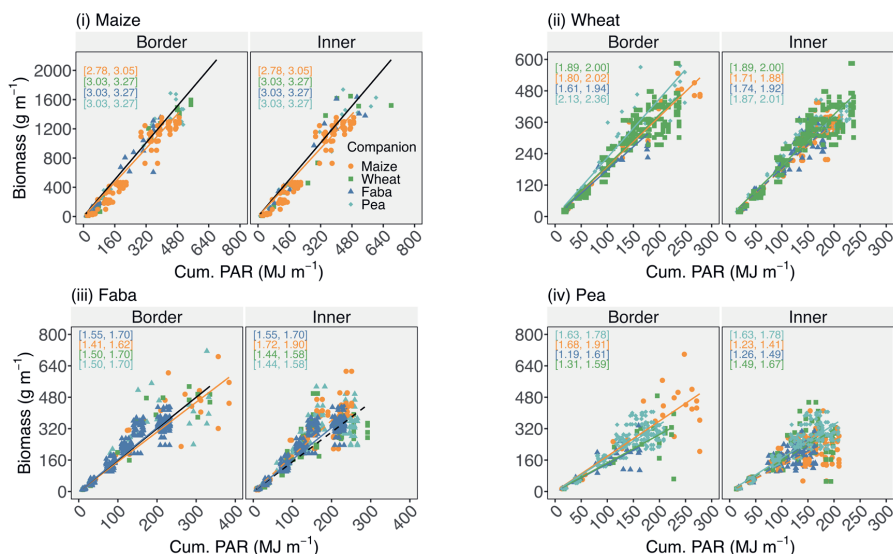 (i) Maize
Border
Inner
[2.78, 3.05]
[3.03, 3.27]
[3.03, 3.27]
[3.03, 3.27]
[2.78, 3.05]
[3.03, 3.27]
[3.03, 3.27]
[3.03, 3.27]
Biomass (g m⁻¹)
2000
1600
1200
800
400
0
Companion
Maize
Wheat
Faba
Pea
0 160 320 480 640 800
0 160 320 480 640 800
Cum. PAR (MJ m⁻¹)
(ii) Wheat
Border
Inner
[1.89, 2.00]
[1.80, 2.02]
[1.61, 1.94]
[2.13, 2.36]
[1.89, 2.00]
[1.71, 1.88]
[1.74, 1.92]
[1.87, 2.01]
Biomass (g m⁻¹)
600
480
360
240
120
0
0 50 100 150 200 250 300
0 50 100 150 200 250 300
Cum. PAR (MJ m⁻¹)
(iii) Faba
Border
Inner
[1.55, 1.70]
[1.41, 1.62]
[1.50, 1.70]
[1.50, 1.70]
[1.55, 1.70]
[1.72, 1.90]
[1.44, 1.58]
[1.44, 1.58]
Biomass (g m⁻¹)
800
640
480
320
160
0
0 100 200 300 400
0 100 200 300 400
Cum. PAR (MJ m⁻¹)
(iv) Pea
Border
Inner
[1.63, 1.78]
[1.68, 1.91]
[1.19, 1.61]
[1.31, 1.59]
[1.63, 1.78]
[1.23, 1.41]
[1.26, 1.49]
[1.49, 1.67]
Biomass (g m⁻¹)
800
640
480
320
160
0
0 50 100 150 200 250 300
0 50 100 150 200 250 300
Cum. PAR (MJ m⁻¹)